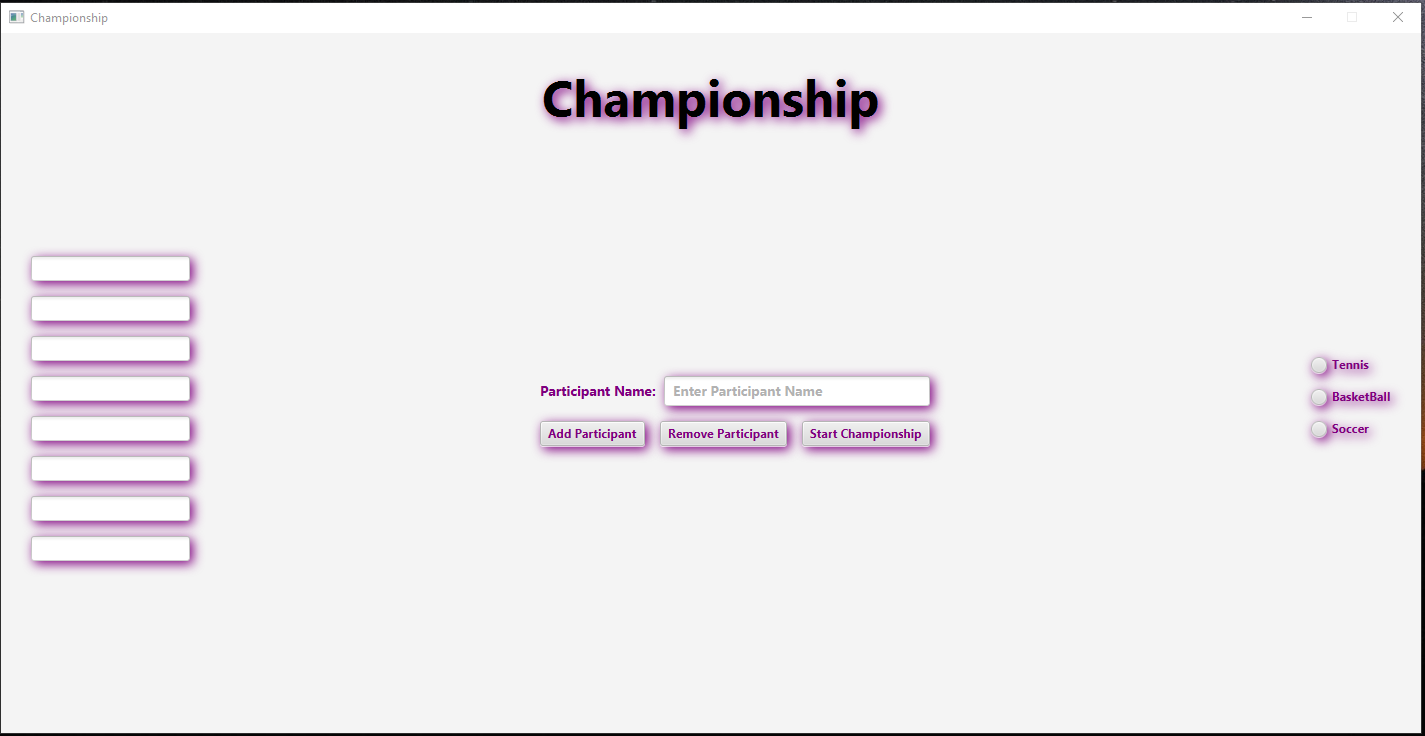 Championship
Championship
Tennis
Participant Name: Enter Participant Name
BasketBall
Add Participant Remove Participant Start Championship
Soccer